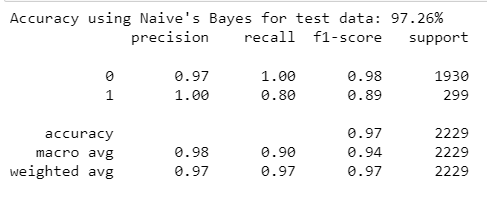 Accuracy using Naive's Bayes for test data: 97.26%
precision recall f1-score support
0 0.97 1.00 0.98 1930
1 1.00 0.80 0.89 299
accuracy 0.97 2229
macro avg 0.98 0.90 0.94 2229
weighted avg 0.97 0.97 0.97 2229